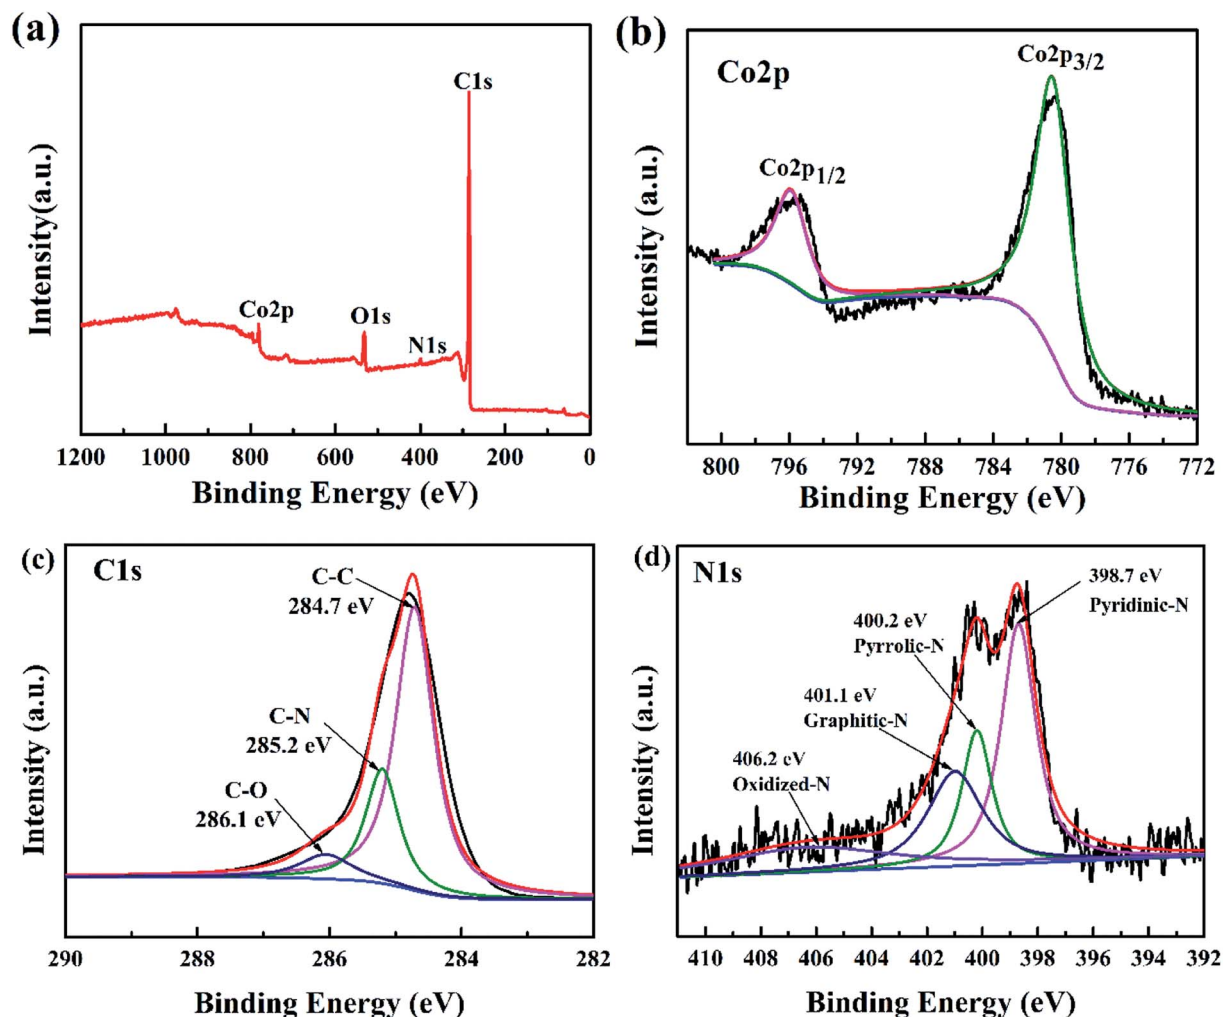 (a)
C1s
Co2p
O1s
N1s
Intensity(a.u.)
1200 1000 800 600 400 200 0
Binding Energy (eV)
(b)
Co2p
Co2p3/2
Co2p1/2
Intensity (a.u.)
800 796 792 788 784 780 776 772
Binding Energy (eV)
(c)
C1s
C-C
284.7 eV
C-N
285.2 eV
C-O
286.1 eV
Intensity (a.u.)
290 288 286 284 282
Binding Energy (eV)
(d)
N1s
398.7 eV
Pyridinic-N
400.2 eV
Pyrrolic-N
401.1 eV
Graphitic-N
406.2 eV
Oxidized-N
Intensity (a.u.)
410 408 406 404 402 400 398 396 394 392
Binding Energy (eV)